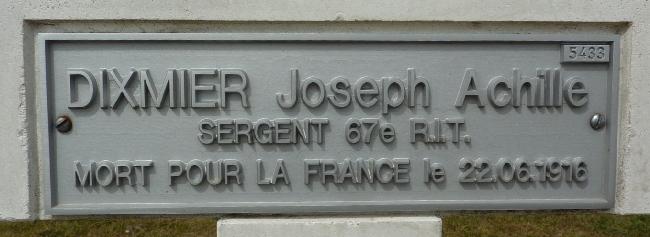 5433
DIXMIER Joseph Achille
SERGENT 67e R.I.T.
MORT POUR LA FRANCE le 22.06.1916